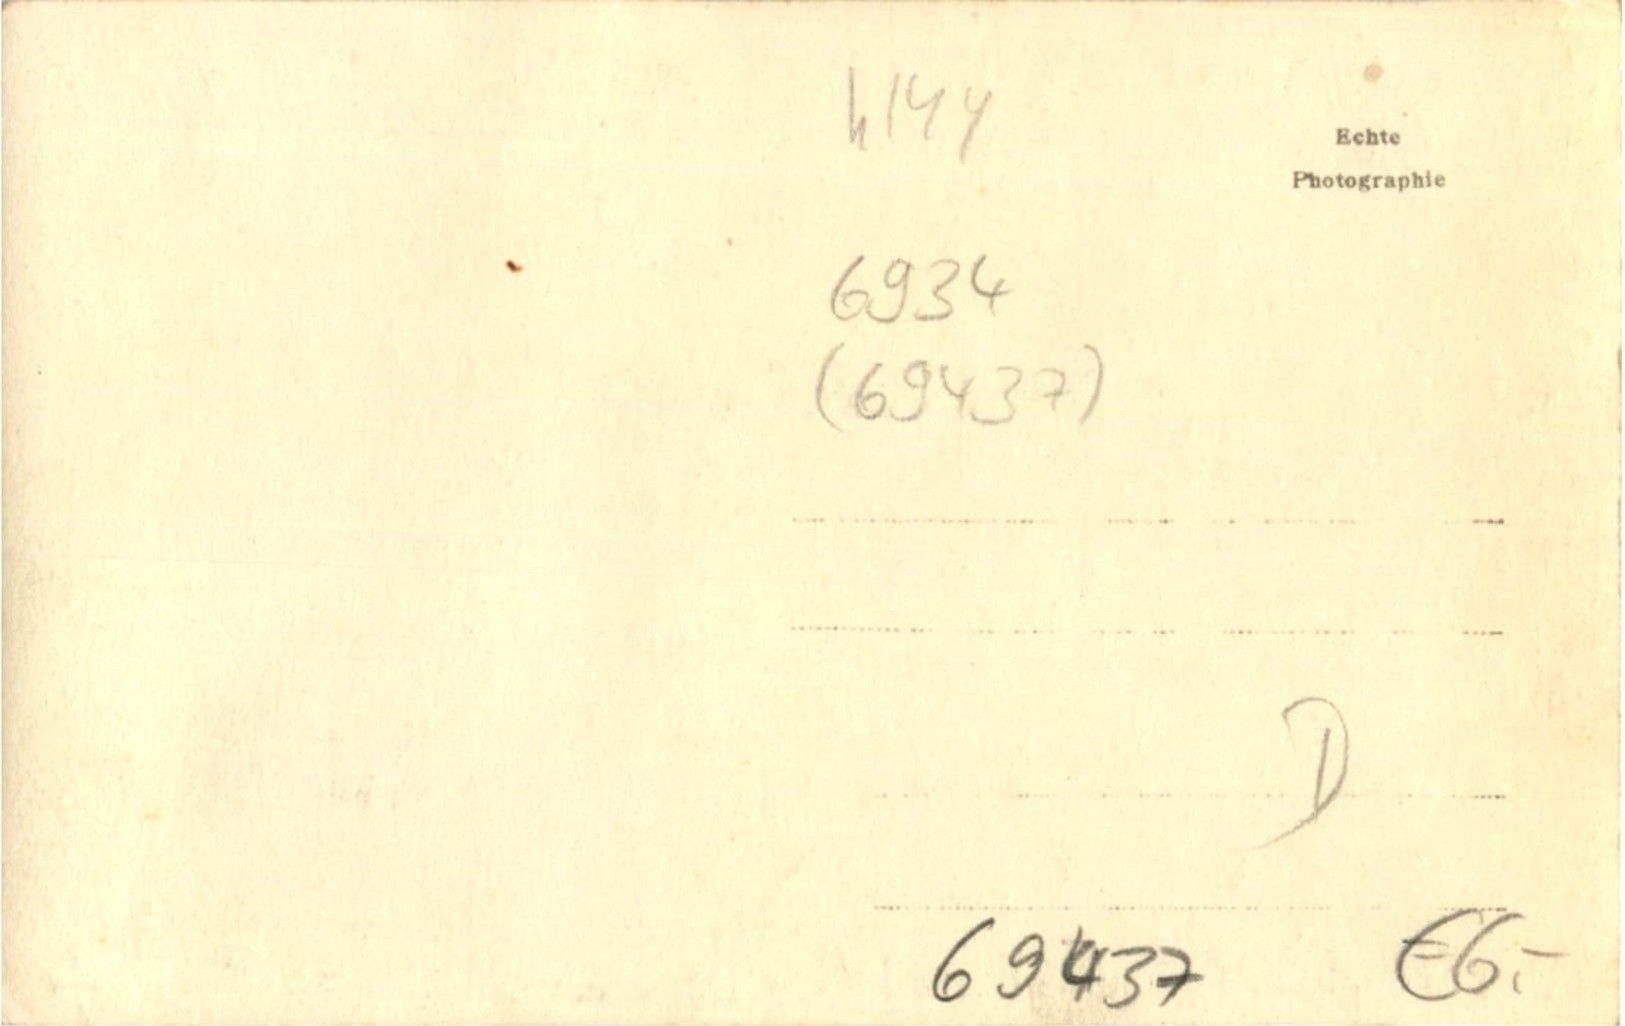 h144
Echte
Photographie
6934
(69437)
D
69437
€6.-